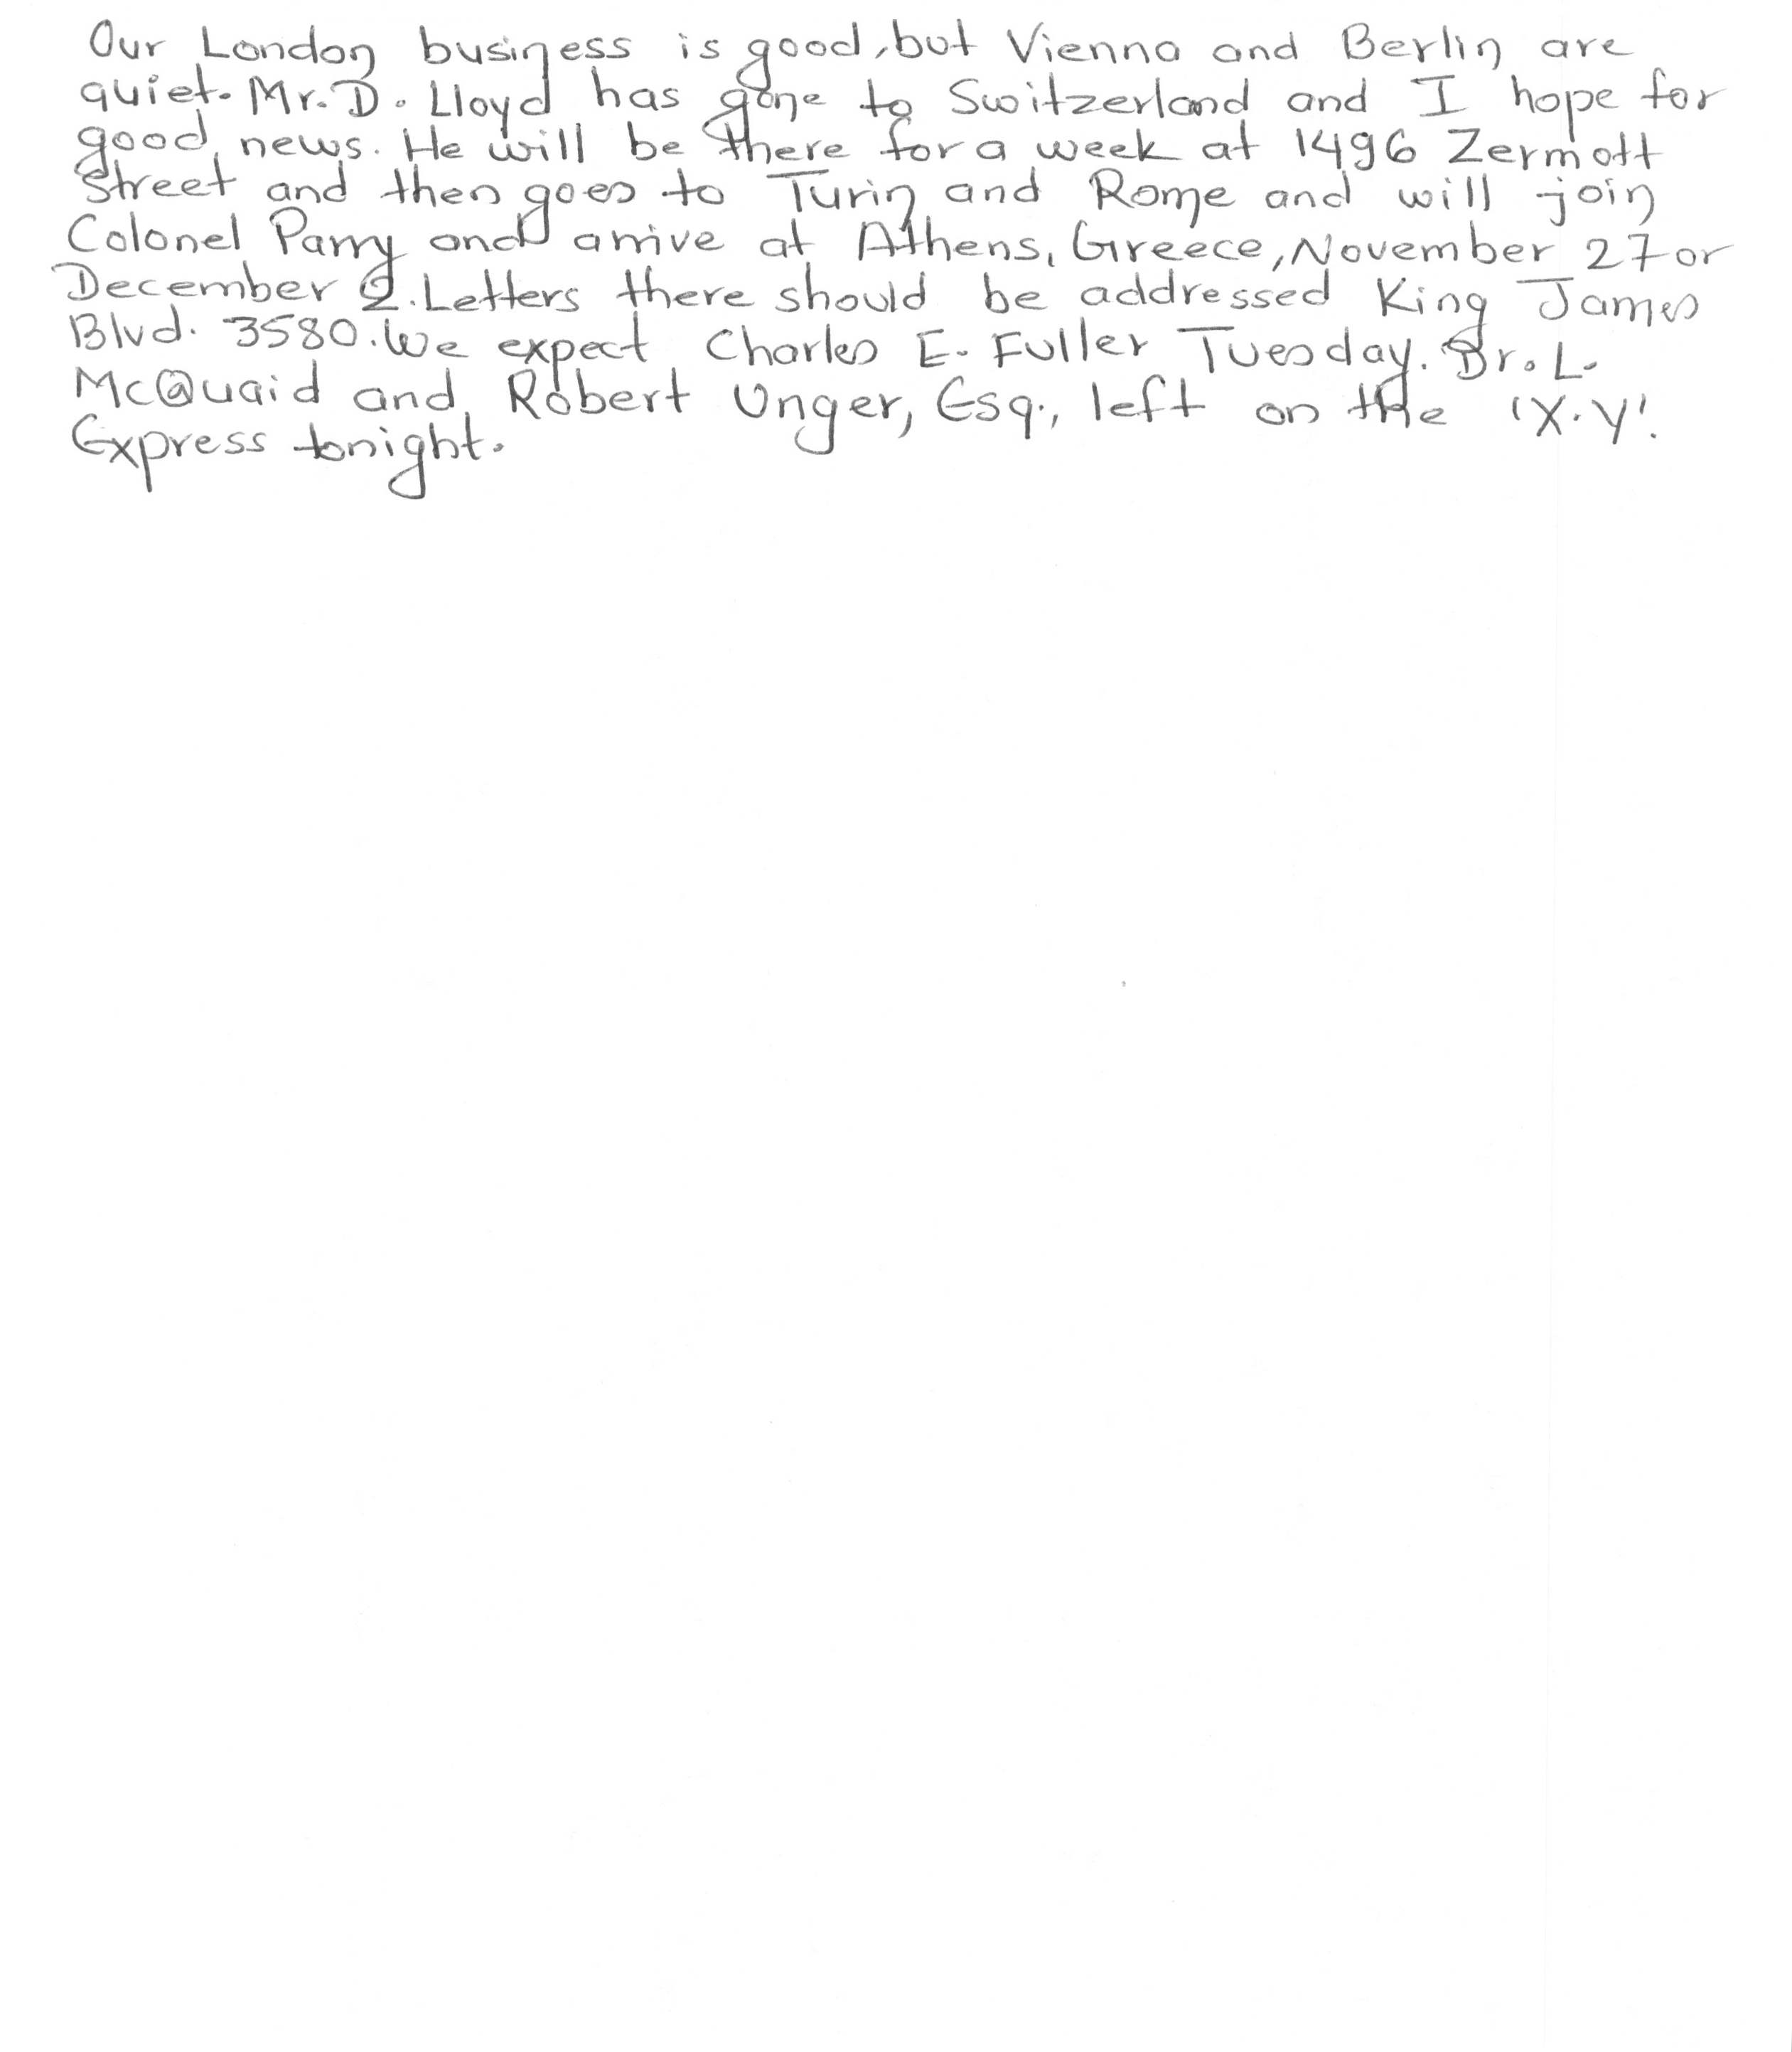 Our London business is good, but Vienna and Berlin are
quiet. Mr. D. Lloyd has gone to Switzerland and I hope for
good news. He will be there for a week at 1496 Zermott
Street and then goes to Turin and Rome and will join
Colonel Parry and arrive at Athens, Greece, November 27 or
December 2. Letters there should be addressed King James
Blvd. 3580. We expect Charles E. Fuller Tuesday. Dr. L.
McQuaid and Robert Unger, Esq., left on the 'X.Y'.
Express tonight.